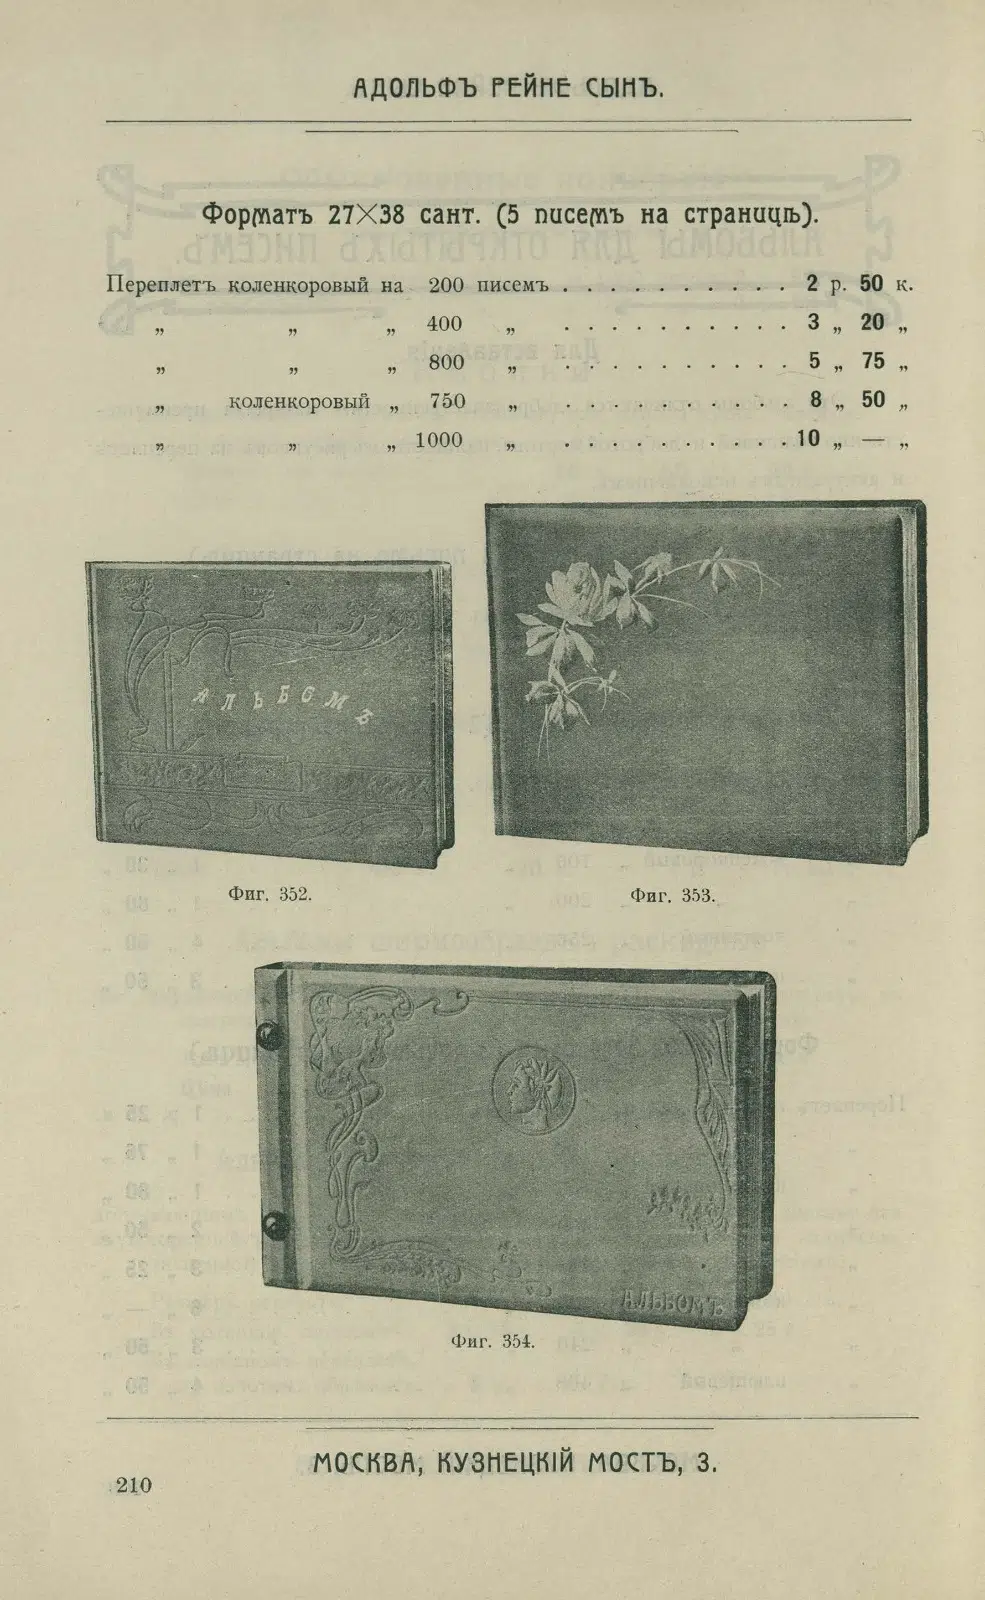 АДОЛЬФЪ РЕЙНЕ СЫНЪ.
Форматъ 27×38 сант. (5 писемъ на страницѣ).
Переплетъ коленкоровый на 200 писемъ . . . . . . . . . . . 2 р. 50 к.
„ „ „ 400 „ . . . . . . . . . . . 3 „ 20 „
„ „ „ 800 „ . . . . . . . . . . . 5 „ 75 „
„ коленкоровый „ 750 „ . . . . . . . . . . . 8 „ 50 „
„ „ „ 1000 „ . . . . . . . . . . . 10 „ — „
АЛЬБОМЪ
Фиг. 352.
Фиг. 353.
АЛЬБОМЪ
Фиг. 354.
МОСКВА, КУЗНЕЦКІЙ МОСТЪ, 3.
210